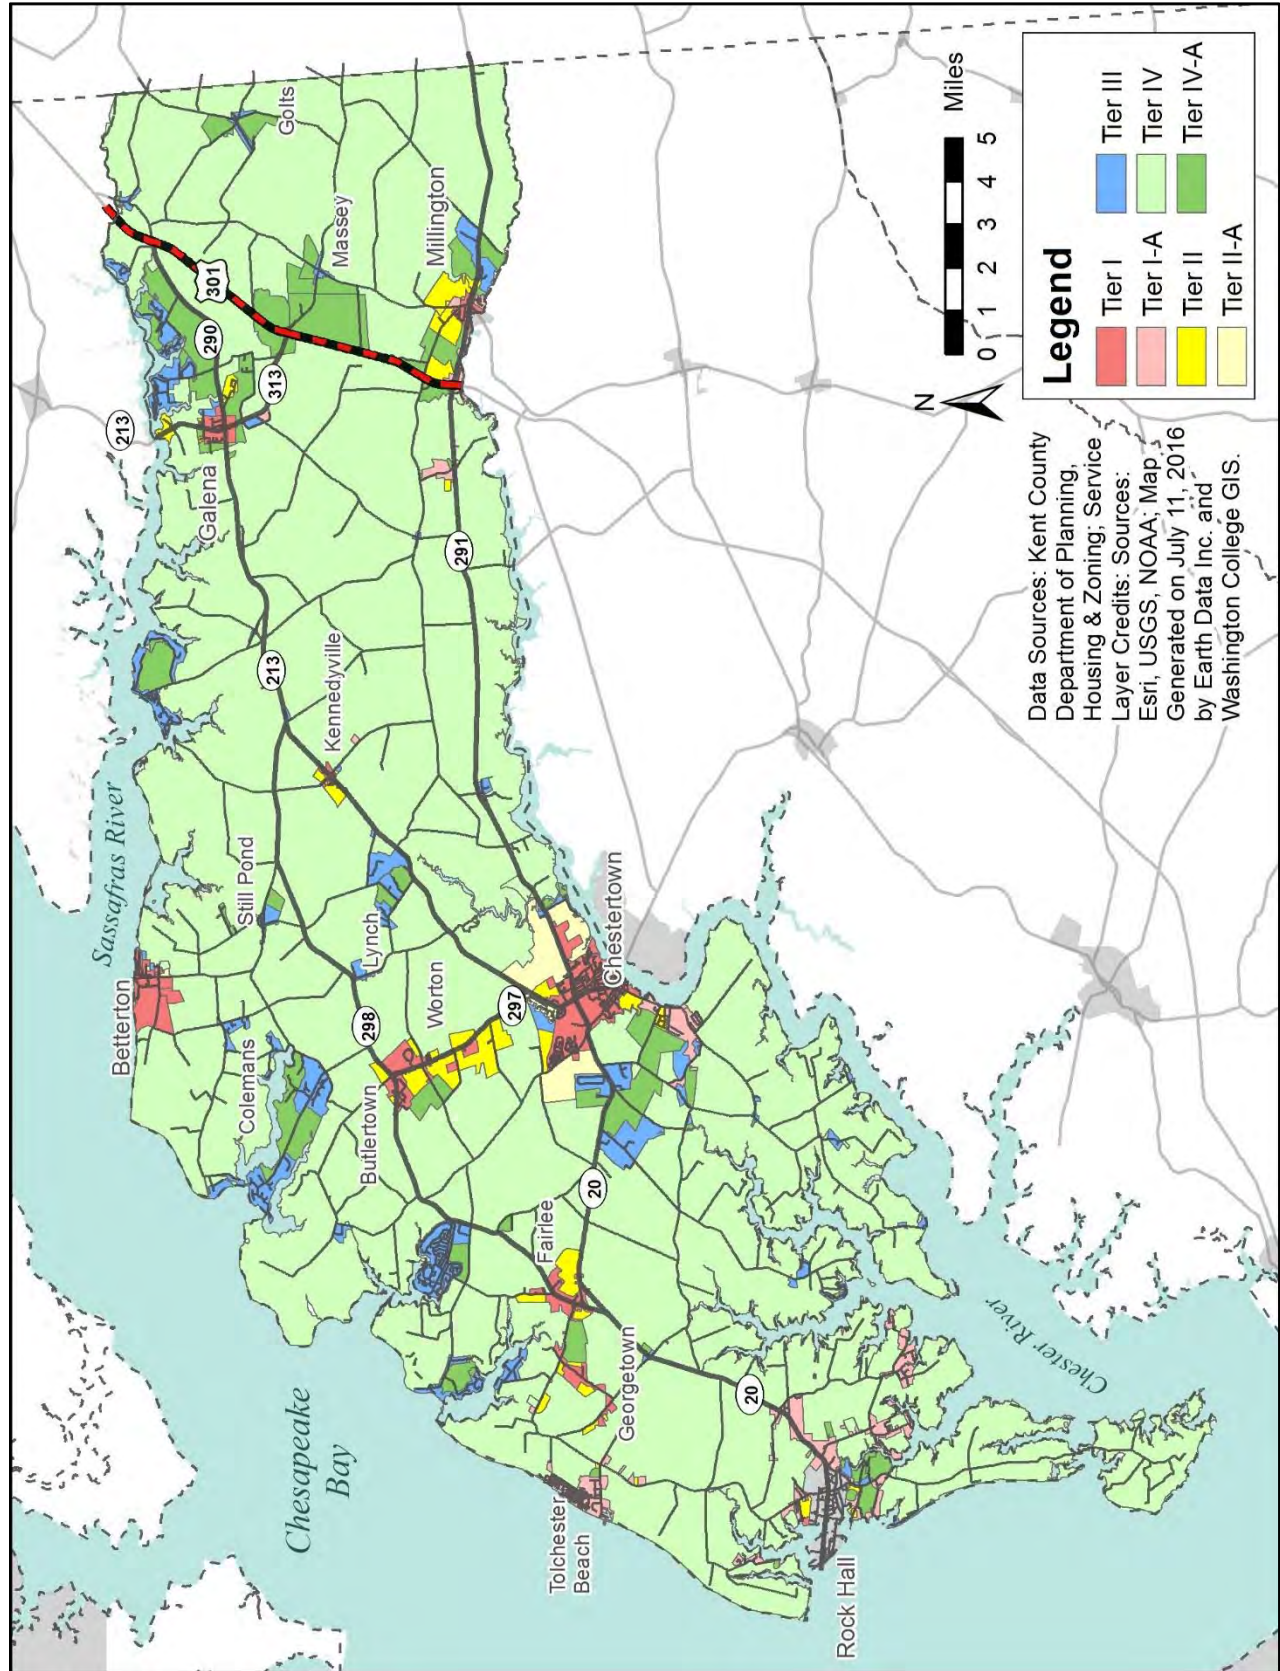 Sassafras River
Betterton
Still Pond
Colemans
Lynch
Kennedyville
Galena
213
290
301
313
Golts
Massey
Millington
213
291
298
Worton
297
Butlertown
Chestertown
Chesapeake
Bay
Fairlee
20
Georgetown
Tolchester
Beach
20
Rock Hall
Chester River
N
0 1 2 3 4 5 Miles
Legend
Tier I
Tier I-A
Tier II
Tier II-A
Tier III
Tier IV
Tier IV-A
Data Sources: Kent County
Department of Planning,
Housing & Zoning; Service
Layer Credits: Sources:
Esri, USGS, NOAA; Map
Generated on July 11, 2016
by Earth Data Inc. and
Washington College GIS.